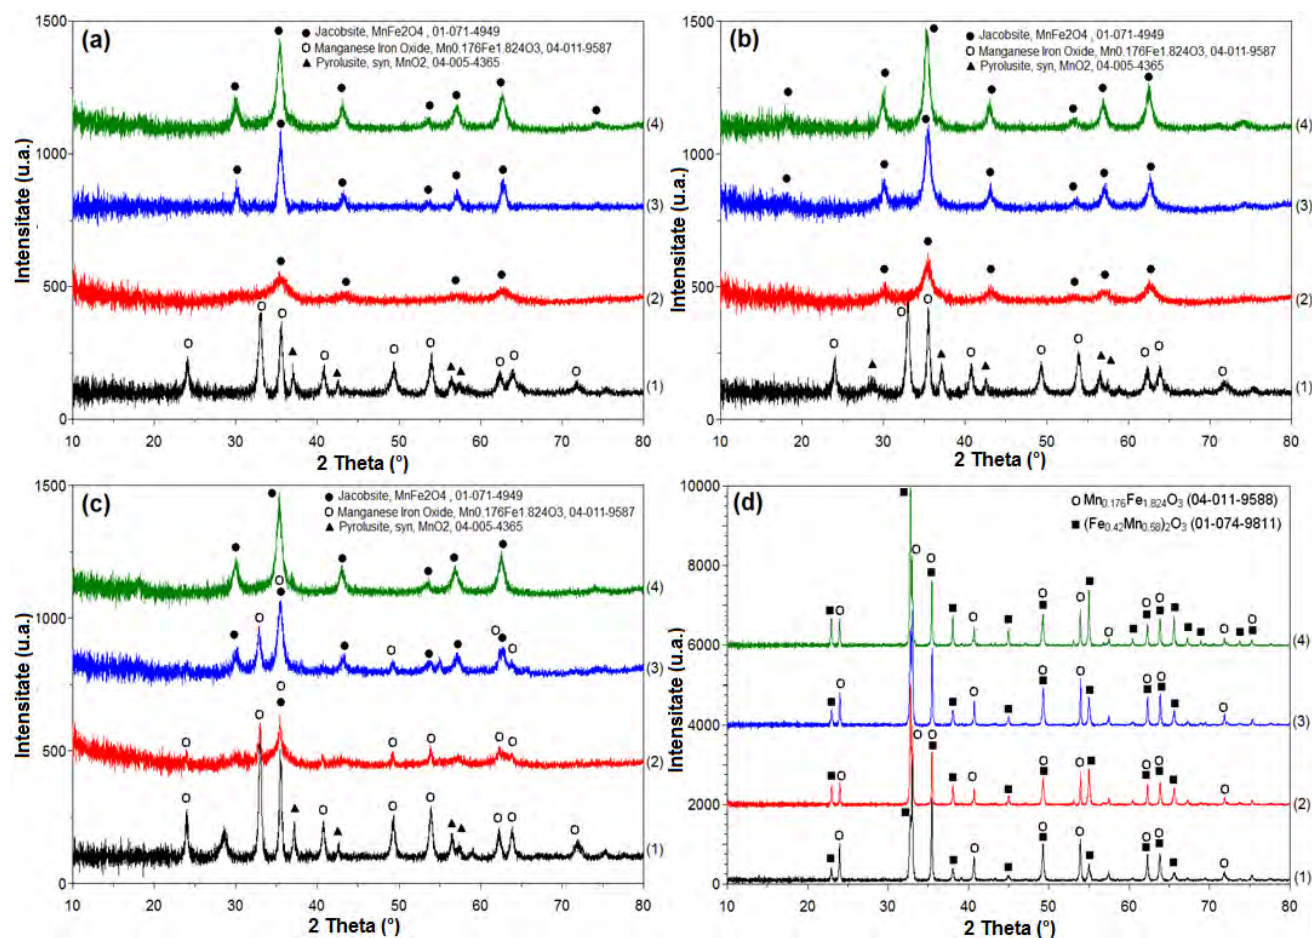 (a)
● Jacobsite, MnFe2O4 , 01-071-4949
○ Manganese Iron Oxide, Mn0.176Fe1.824O3, 04-011-9587
▲ Pyrolusite, syn, MnO2, 04-005-4365
1500
1000
500
0
Intensitate (u.a.)
(4)
(3)
(2)
(1)
10 20 30 40 50 60 70 80
2 Theta (°)
(b)
● Jacobsite, MnFe2O4, 01-071-4949
○ Manganese Iron Oxide, Mn0.176Fe1.824O3, 04-011-9587
▲ Pyrolusite, syn, MnO2, 04-005-4365
1500
1000
500
0
Intensitate (u.a.)
(4)
(3)
(2)
(1)
10 20 30 40 50 60 70 80
2 Theta (°)
(c)
● Jacobsite, MnFe2O4 , 01-071-4949
○ Manganese Iron Oxide, Mn0.176Fe1.824O3, 04-011-9587
▲ Pyrolusite, syn, MnO2, 04-005-4365
1500
1000
500
0
Intensitate (u.a.)
(4)
(3)
(2)
(1)
10 20 30 40 50 60 70 80
2 Theta (°)
(d)
○ Mn0.176Fe1.824O3 (04-011-9588)
■ (Fe0.42Mn0.58)2O3 (01-074-9811)
10000
8000
6000
4000
2000
0
Intensitate (u.a.)
(4)
(3)
(2)
(1)
10 20 30 40 50 60 70 80
2 Theta (°)